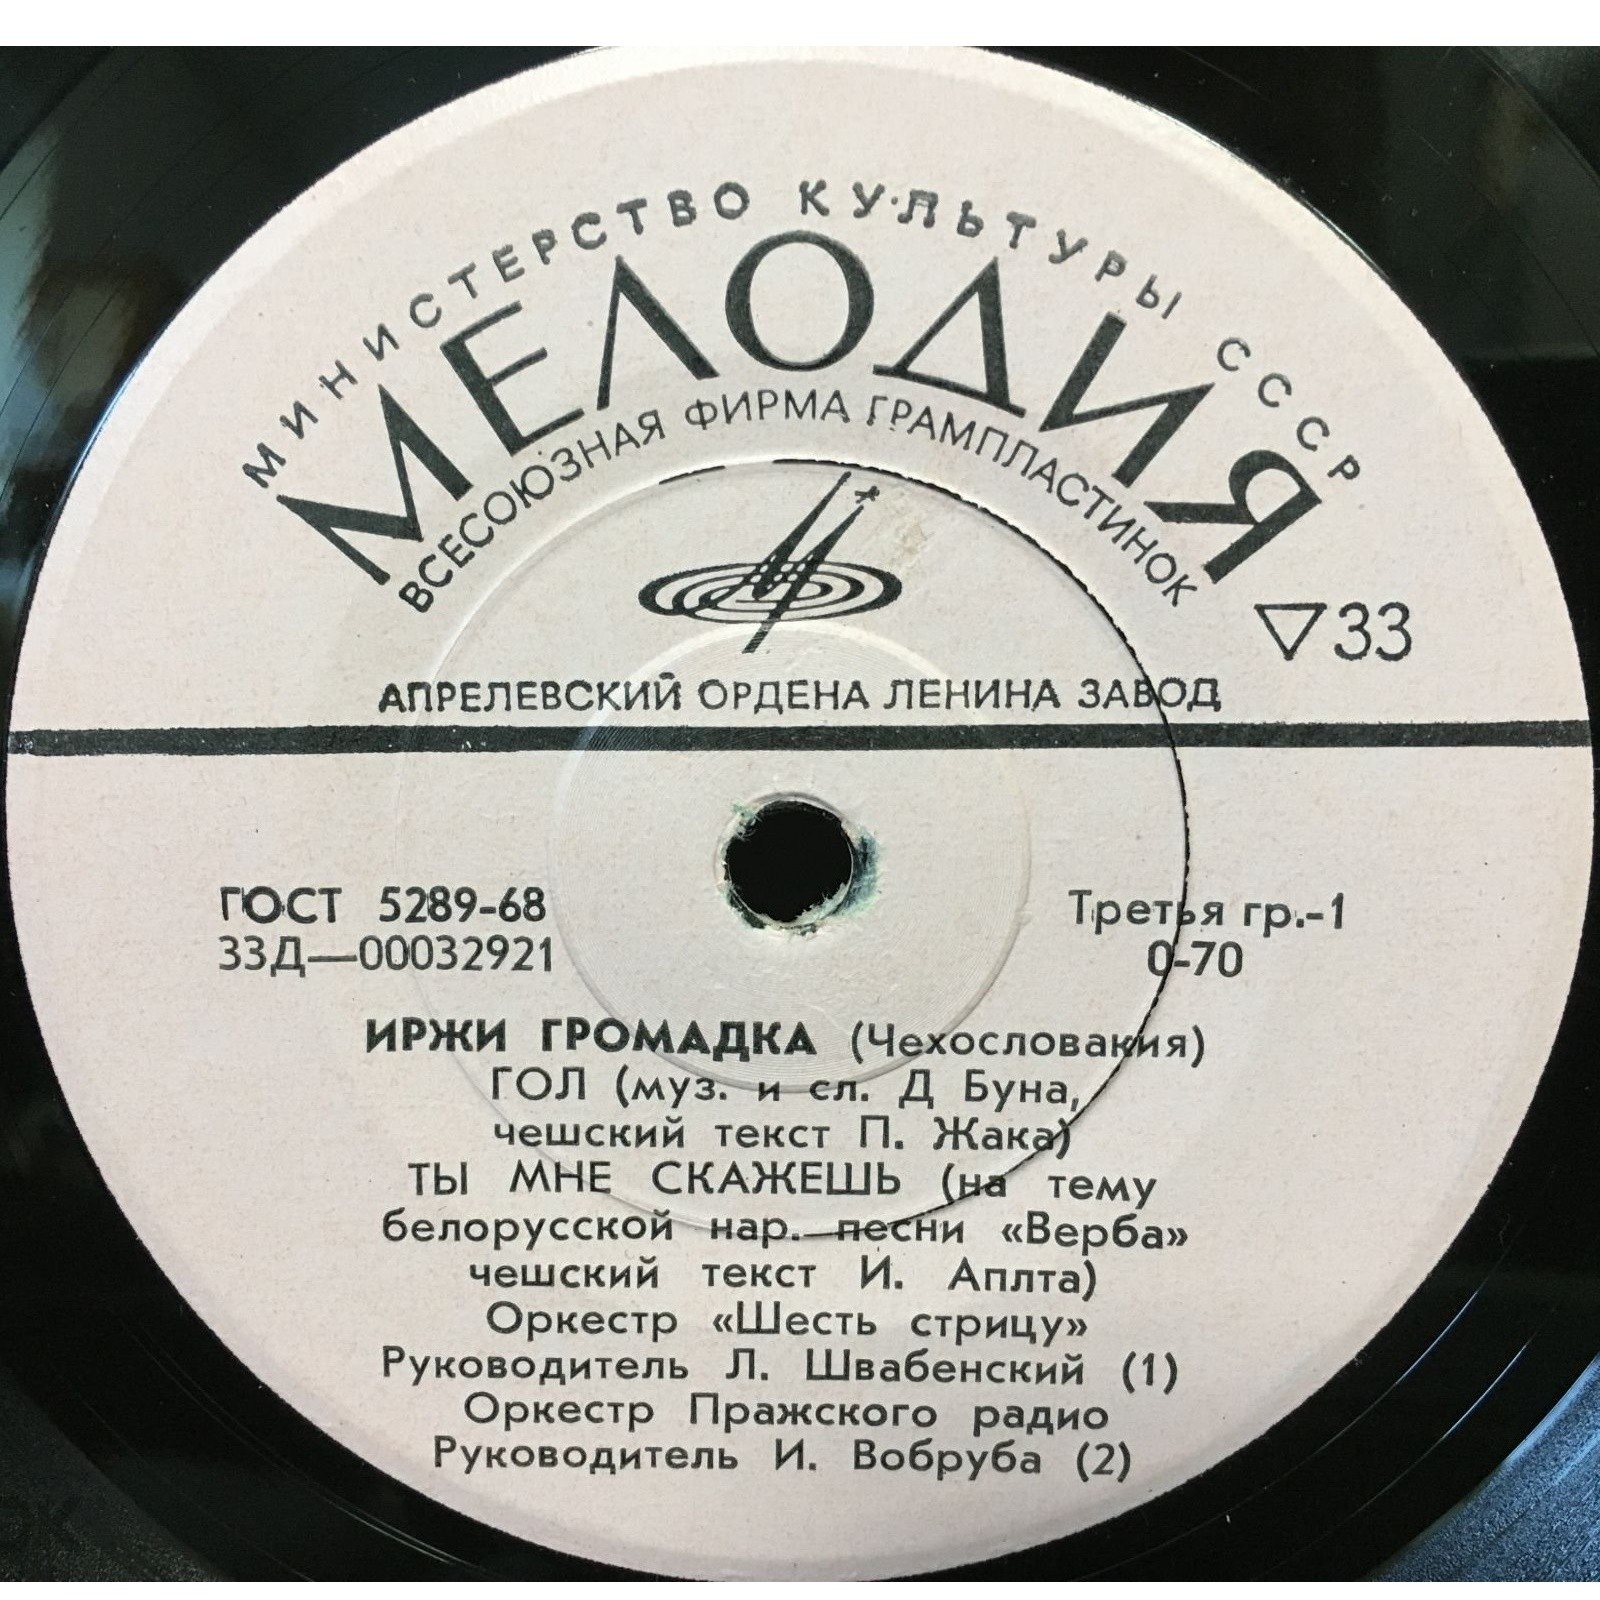 МИНИСТЕРСТВО КУЛЬТУРЫ СССР
МЕЛОДИЯ
ВСЕСОЮЗНАЯ ФИРМА ГРАМПЛАСТИНОК
▽33
АПРЕЛЕВСКИЙ ОРДЕНА ЛЕНИНА ЗАВОД
ГОСТ 5289-68
33Д—00032921
Третья гр.-1
0-70
ИРЖИ ГРОМАДКА (Чехословакия)
ГОЛ (муз. и сл. Д Буна,
чешский текст П. Жака)
ТЫ МНЕ СКАЖЕШЬ (на тему
белорусской нар. песни «Верба»
чешский текст И. Аплта)
Оркестр «Шесть стрицу»
Руководитель Л. Швабенский (1)
Оркестр Пражского радио
Руководитель И. Вобруба (2)